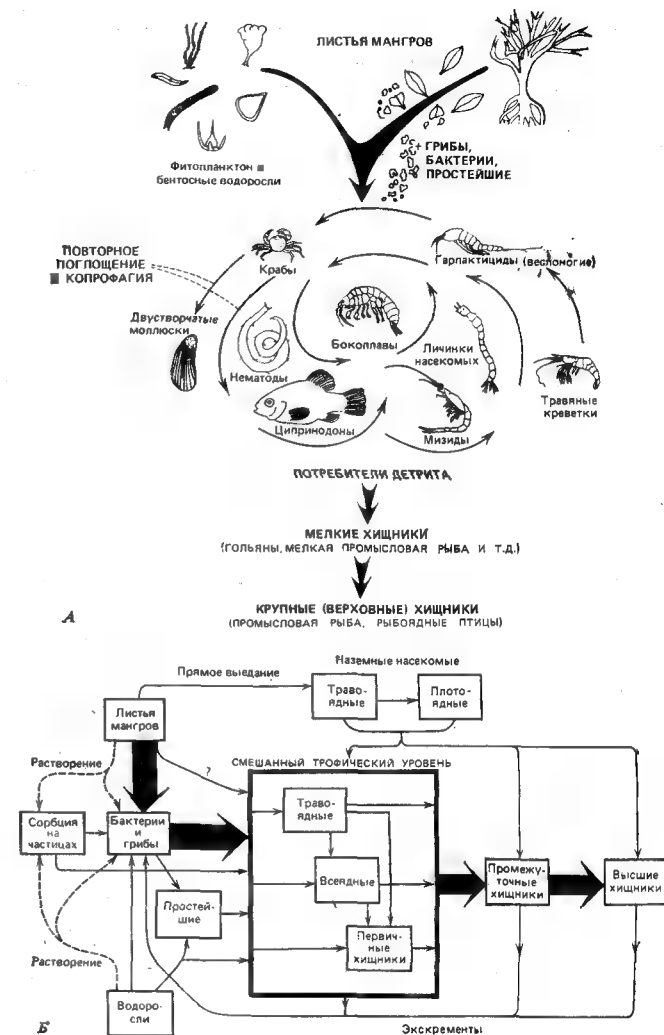 ЛИСТЬЯ МАНГРОВ
+ ГРИБЫ,
БАКТЕРИИ,
ПРОСТЕЙШИЕ
Фитопланктон и
бентосные водоросли
ПОВТОРНОЕ
ПОГЛОЩЕНИЕ
И КОПРОФАГИЯ
Крабы
Гарпактициды (веслоногие)
Двустворчатые
моллюски
Нематоды
Бокоплавы
Личинки
насекомых
Травяные
креветки
Ципринодоны
Мизиды
ПОТРЕБИТЕЛИ ДЕТРИТА
МЕЛКИЕ ХИЩНИКИ
(ГОЛЬЯНЫ, МЕЛКАЯ ПРОМЫСЛОВАЯ РЫБА И Т.Д.)
А
КРУПНЫЕ (ВЕРХОВНЫЕ) ХИЩНИКИ
(ПРОМЫСЛОВАЯ РЫБА, РЫБОЯДНЫЕ ПТИЦЫ)
Наземные насекомые
Прямое выедание
Траво-
ядные
Плото-
ядные
Листья
мангров
Растворение
?
СМЕШАННЫЙ ТРОФИЧЕСКИЙ УРОВЕНЬ
Сорбция
на
частицах
Бактерии
и
грибы
Траво-
ядные
Всеядные
Простей-
шие
Первич-
ные
хищники
Промежу-
точные
хищники
Высшие
хищники
Растворение
Водоро-
сли
Б
Экскременты